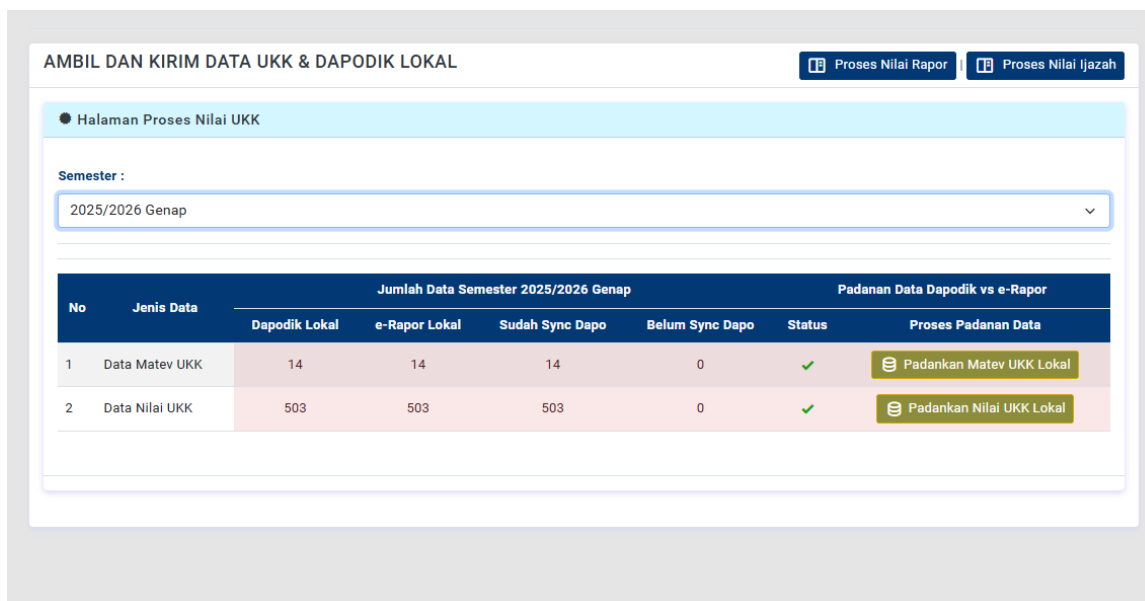 AMBIL DAN KIRIM DATA UKK & DAPODIK LOKAL
Proses Nilai Rapor | Proses Nilai Ijazah
Halaman Proses Nilai UKK
Semester :
2025/2026 Genap
No Jenis Data Jumlah Data Semester 2025/2026 Genap Padanan Data Dapodik vs e-Rapor
Dapodik Lokal e-Rapor Lokal Sudah Sync Dapo Belum Sync Dapo Status Proses Padanan Data
1 Data Matev UKK 14 14 14 0 ✓ Padankan Matev UKK Lokal
2 Data Nilai UKK 503 503 503 0 ✓ Padankan Nilai UKK Lokal